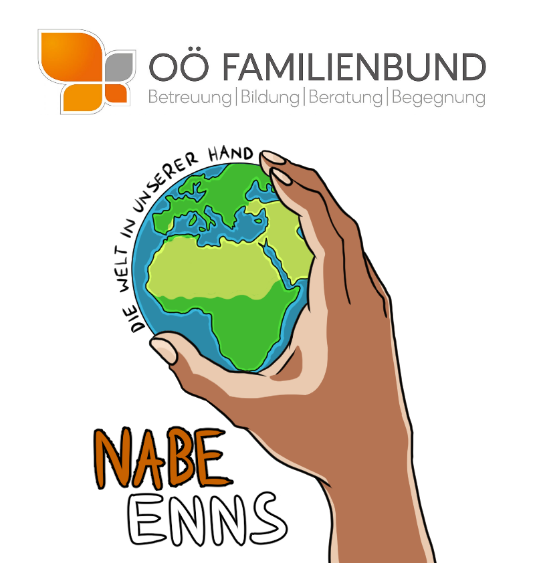 OÖ FAMILIENBUND
Betreuung|Bildung|Beratung|Begegnung
DIE WELT IN UNSERER HAND
NABE
ENNS